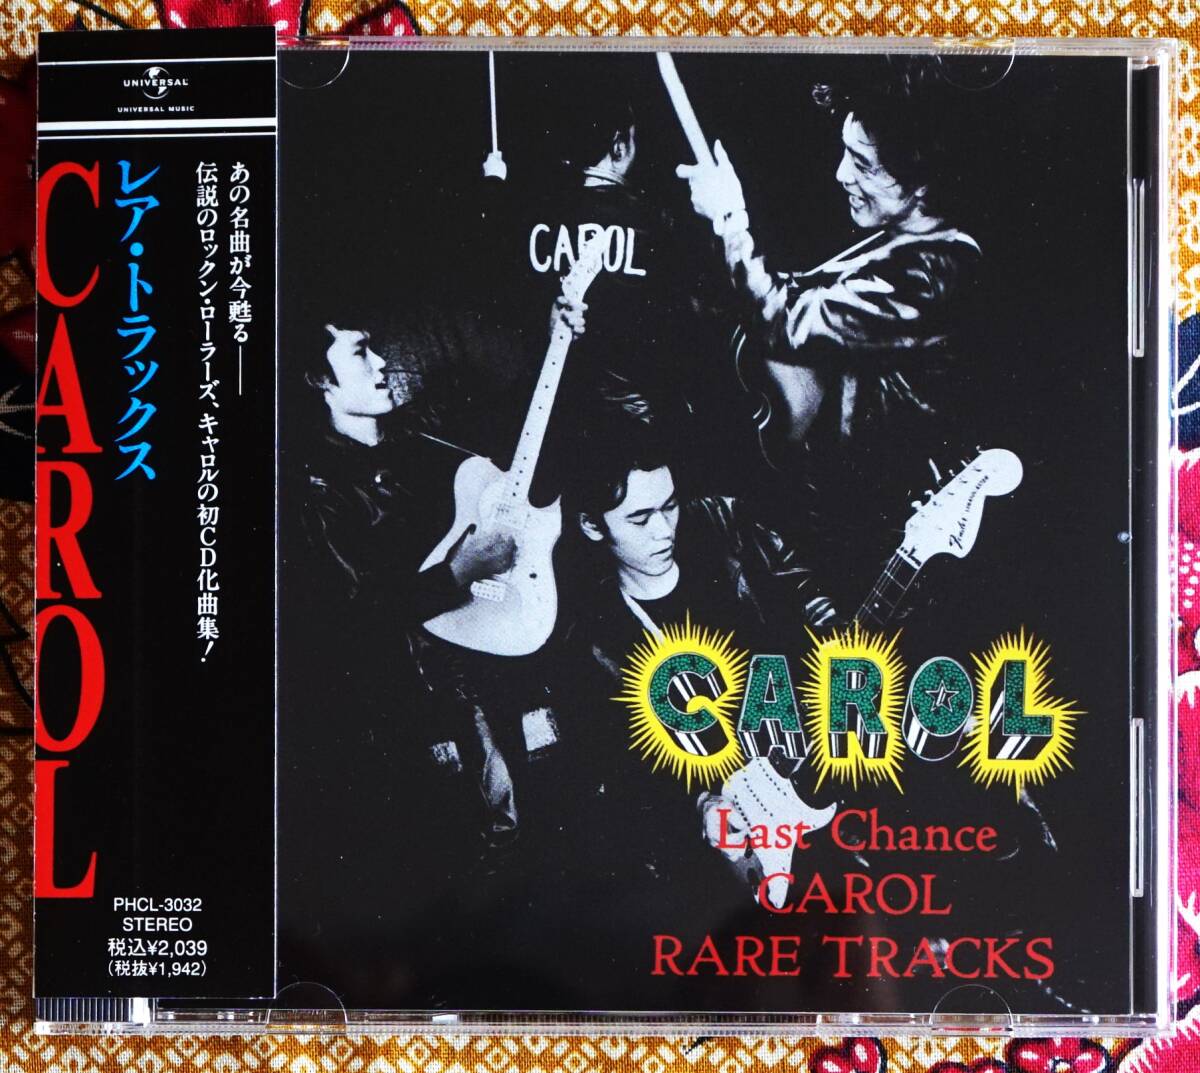 UNIVERSAL
UNIVERSAL MUSIC
CAROL
レア・トラックス
あの名曲が今甦る──
伝説のロックン・ローラーズ、キャロルの初CD化曲集!
PHCL-3032
STEREO
税込¥2,039
(税抜¥1,942)
CAROL
Fender
CAROL
Last Chance
CAROL
RARE TRACKS